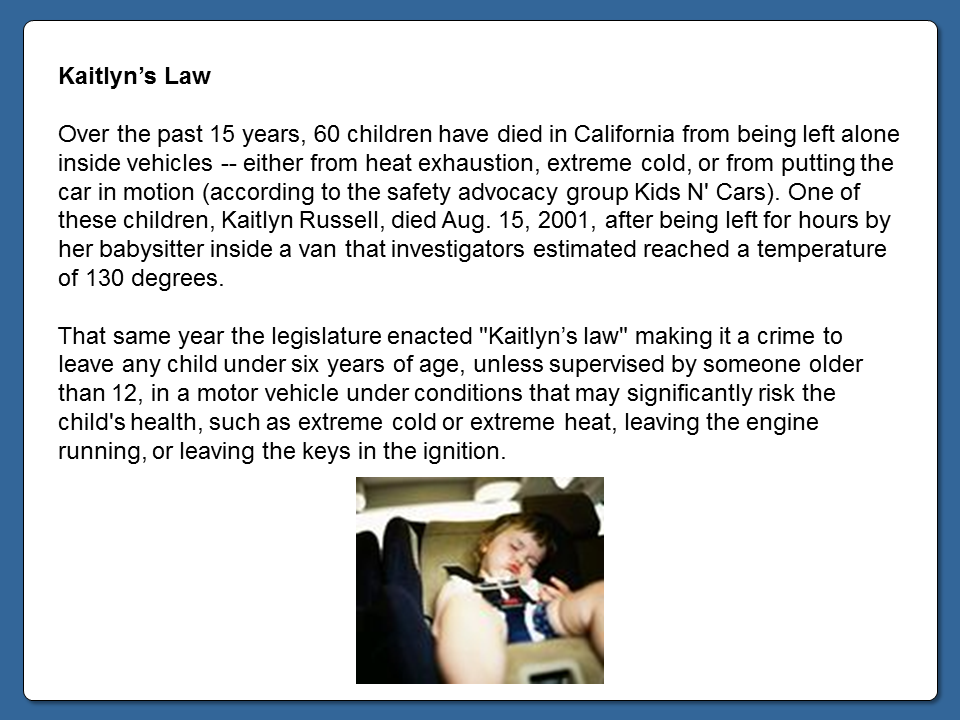 Kaitlyn’s Law
Over the past 15 years, 60 children have died in California from being left alone
inside vehicles -- either from heat exhaustion, extreme cold, or from putting the
car in motion (according to the safety advocacy group Kids N' Cars). One of
these children, Kaitlyn Russell, died Aug. 15, 2001, after being left for hours by
her babysitter inside a van that investigators estimated reached a temperature
of 130 degrees.
That same year the legislature enacted "Kaitlyn’s law" making it a crime to
leave any child under six years of age, unless supervised by someone older
than 12, in a motor vehicle under conditions that may significantly risk the
child's health, such as extreme cold or extreme heat, leaving the engine
running, or leaving the keys in the ignition.